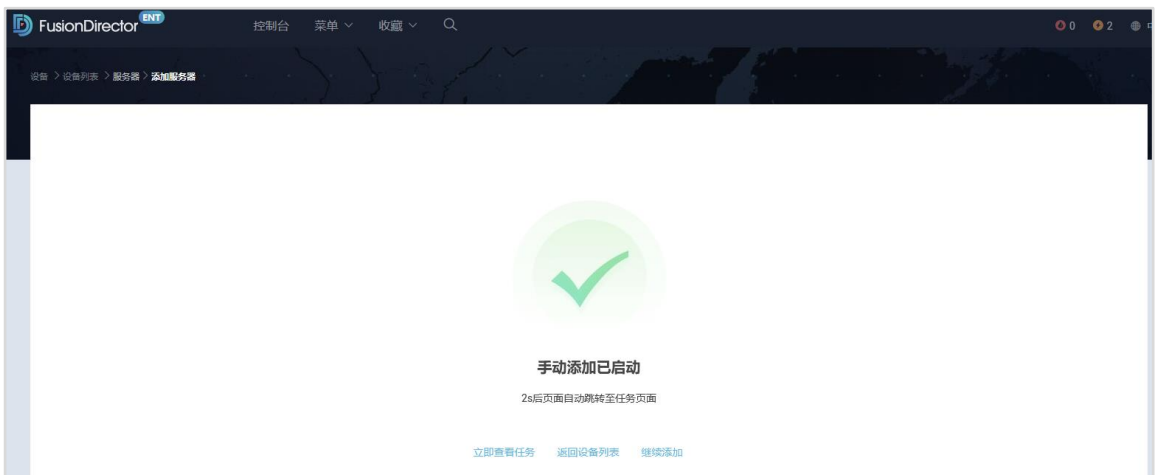 FusionDirector ENT 控制台 菜单 收藏 0 2
设备 > 设备列表 > 服务器 > 添加服务器
手动添加已启动
2s后页面自动跳转至任务页面
立即查看任务 返回设备列表 继续添加